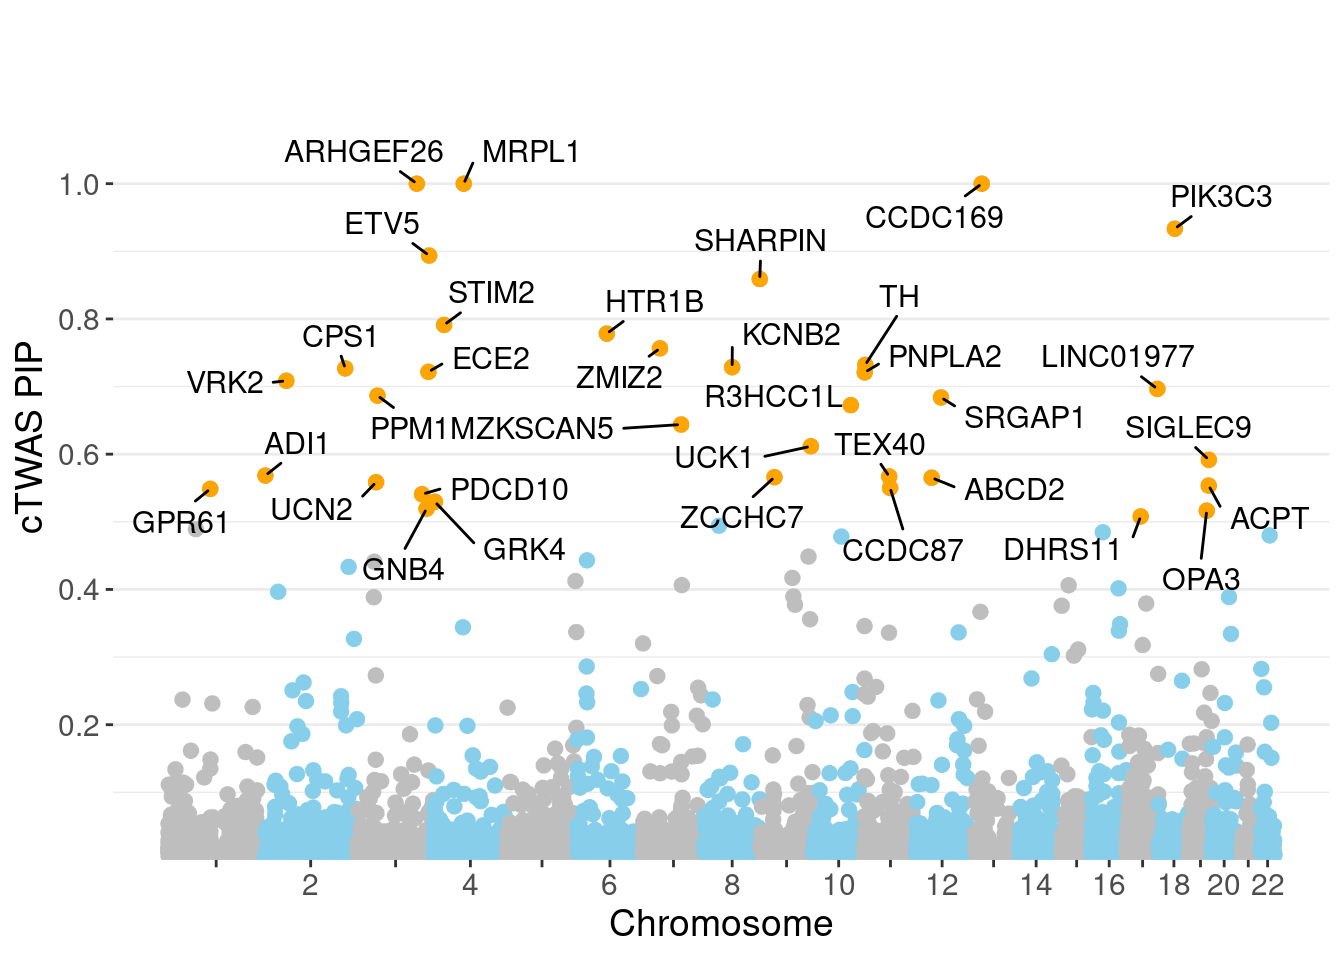 ARHGEF26 MRPL1
1.0
PIK3C3
CCDC169
ETV5
SHARPIN
STIM2
TH
HTR1B
0.8
CPS1
KCNB2
ECE2
PNPLA2
LINC01977
VRK2
ZMIZ2
R3HCC1L
SRGAP1
PPM1M ZKSCAN5
SIGLEC9
ADI1
TEX40
0.6
UCK1
PDCD10
ABCD2
UCN2
GPR61
ZCCHC7
ACPT
GRK4
CCDC87
DHRS11
GNB4
OPA3
0.4
0.2
cTWAS PIP
2 4 6 8 10 12 14 16 18 20 22
Chromosome